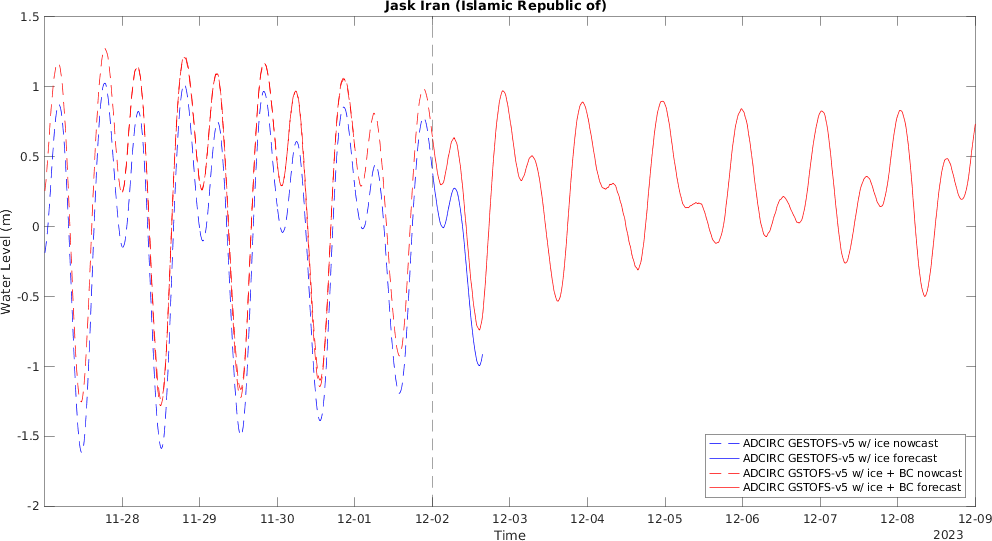 Jask Iran (Islamic Republic of)
1.5
1
0.5
0
-0.5
-1
-1.5
-2
Water Level (m)
11-28 11-29 11-30 12-01 12-02 12-03 12-04 12-05 12-06 12-07 12-08 12-09
Time
2023
ADCIRC GESTOFS-v5 w/ ice nowcast
ADCIRC GESTOFS-v5 w/ ice forecast
ADCIRC GSTOFS-v5 w/ ice + BC nowcast
ADCIRC GSTOFS-v5 w/ ice + BC forecast